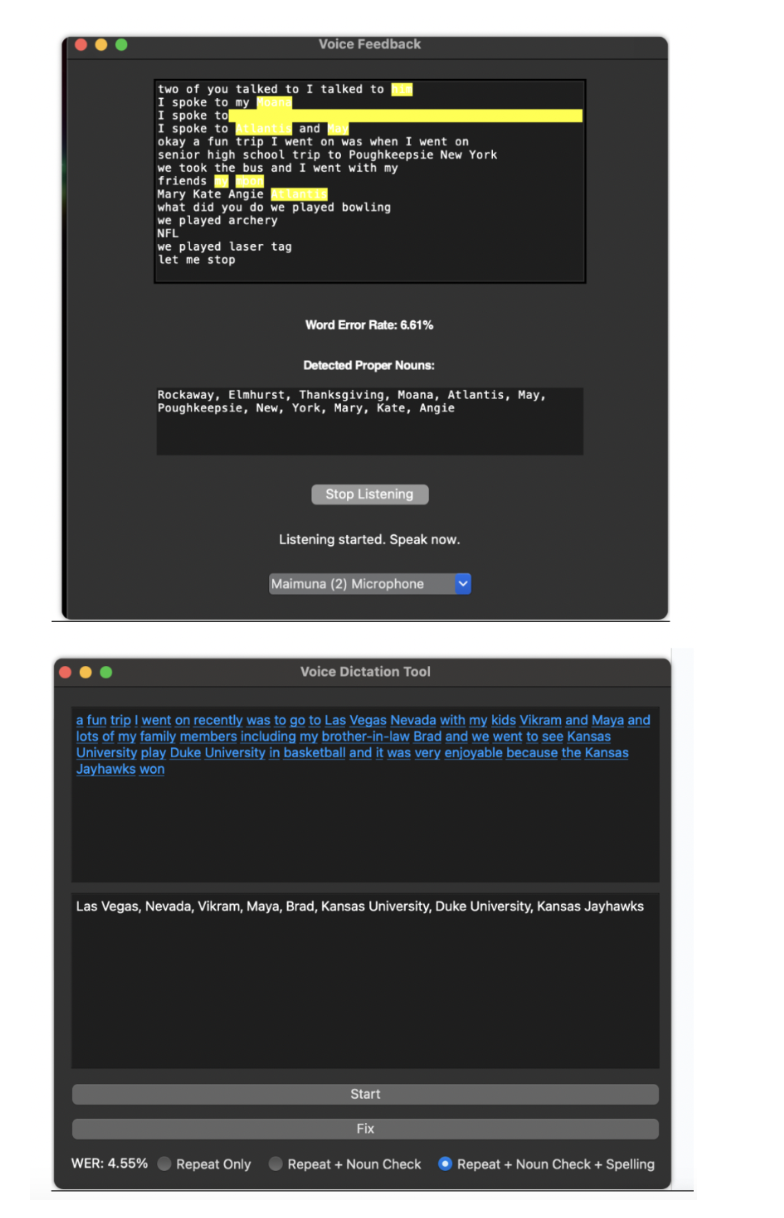 Voice Feedback
two of you talked to I talked to
I spoke to my Moana
I spoke to
I spoke to Atlantis and May
okay a fun trip I went on was when I went on
senior high school trip to Poughkeepsie New York
we took the bus and I went with my
friends my
Mary Kate Angie Atlantis
what did you do we played bowling
we played archery
NFL
we played laser tag
let me stop
Word Error Rate: 6.61%
Detected Proper Nouns:
Rockaway, Elmhurst, Thanksgiving, Moana, Atlantis, May,
Poughkeepsie, New, York, Mary, Kate, Angie
Stop Listening
Listening started. Speak now.
Maimuna (2) Microphone
Voice Dictation Tool
a fun trip I went on recently was to go to Las Vegas Nevada with my kids Vikram and Maya and
lots of my family members including my brother-in-law Brad and we went to see Kansas
University play Duke University in basketball and it was very enjoyable because the Kansas
Jayhawks won
Las Vegas, Nevada, Vikram, Maya, Brad, Kansas University, Duke University, Kansas Jayhawks
Start
Fix
WER: 4.55% Repeat Only Repeat + Noun Check Repeat + Noun Check + Spelling